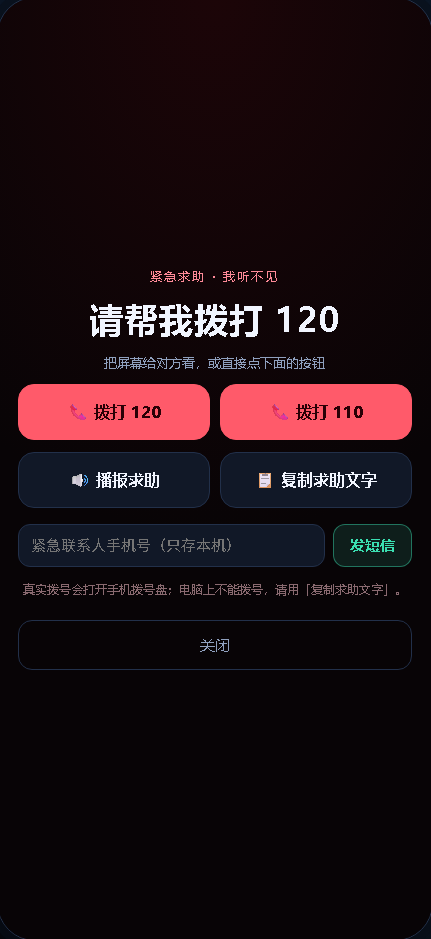 紧急求助 · 我听不见
请帮我拨打 120
把屏幕给对方看，或直接点下面的按钮
📞 拨打 120
📞 拨打 110
🔊 播报求助
📋 复制求助文字
紧急联系人手机号（只存本机）
发短信
真实拨号会打开手机拨号盘；电脑上不能拨号，请用「复制求助文字」。
关闭